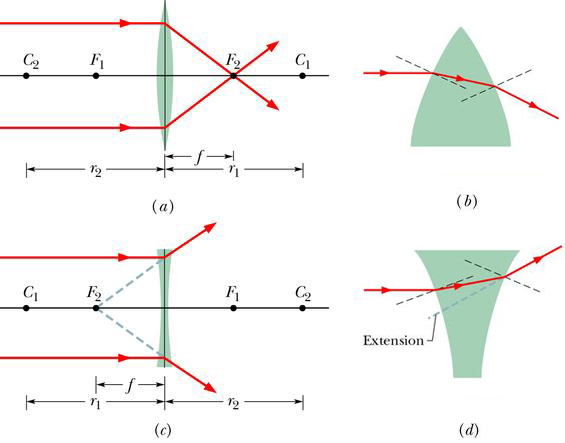 C2 F1 F2 C1
f
r2 r1
(a) (b)
C1 F2 F1 C2
Extension
f
r1 r2
(c) (d)